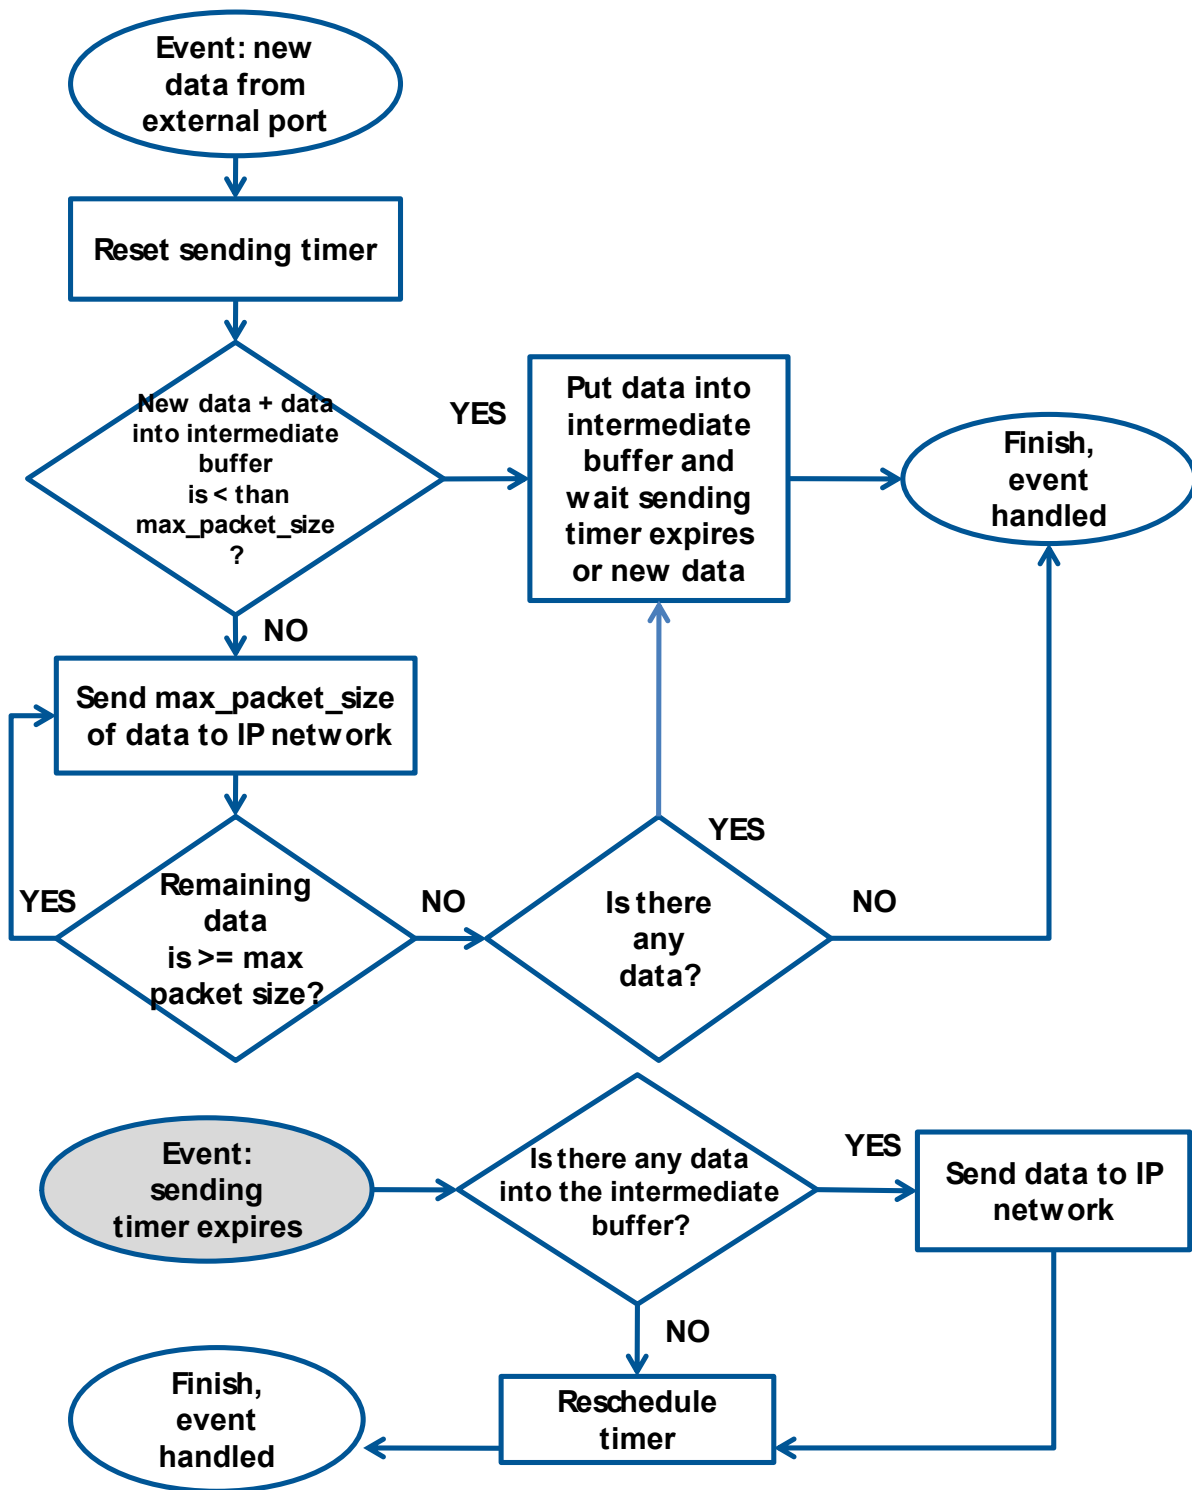 Event: new
data from
external port
Reset sending timer
New data + data
into intermediate
buffer
is < than
max_packet_size
?
YES
Put data into
intermediate
buffer and
wait sending
timer expires
or new data
Finish,
event
handled
NO
Send max_packet_size
of data to IP network
YES
Remaining
data
is >= max
packet size?
NO
YES
Is there
any
data?
NO
Event:
sending
timer expires
Is there any data
into the intermediate
buffer?
YES
Send data to IP
network
NO
Finish,
event
handled
Reschedule
timer